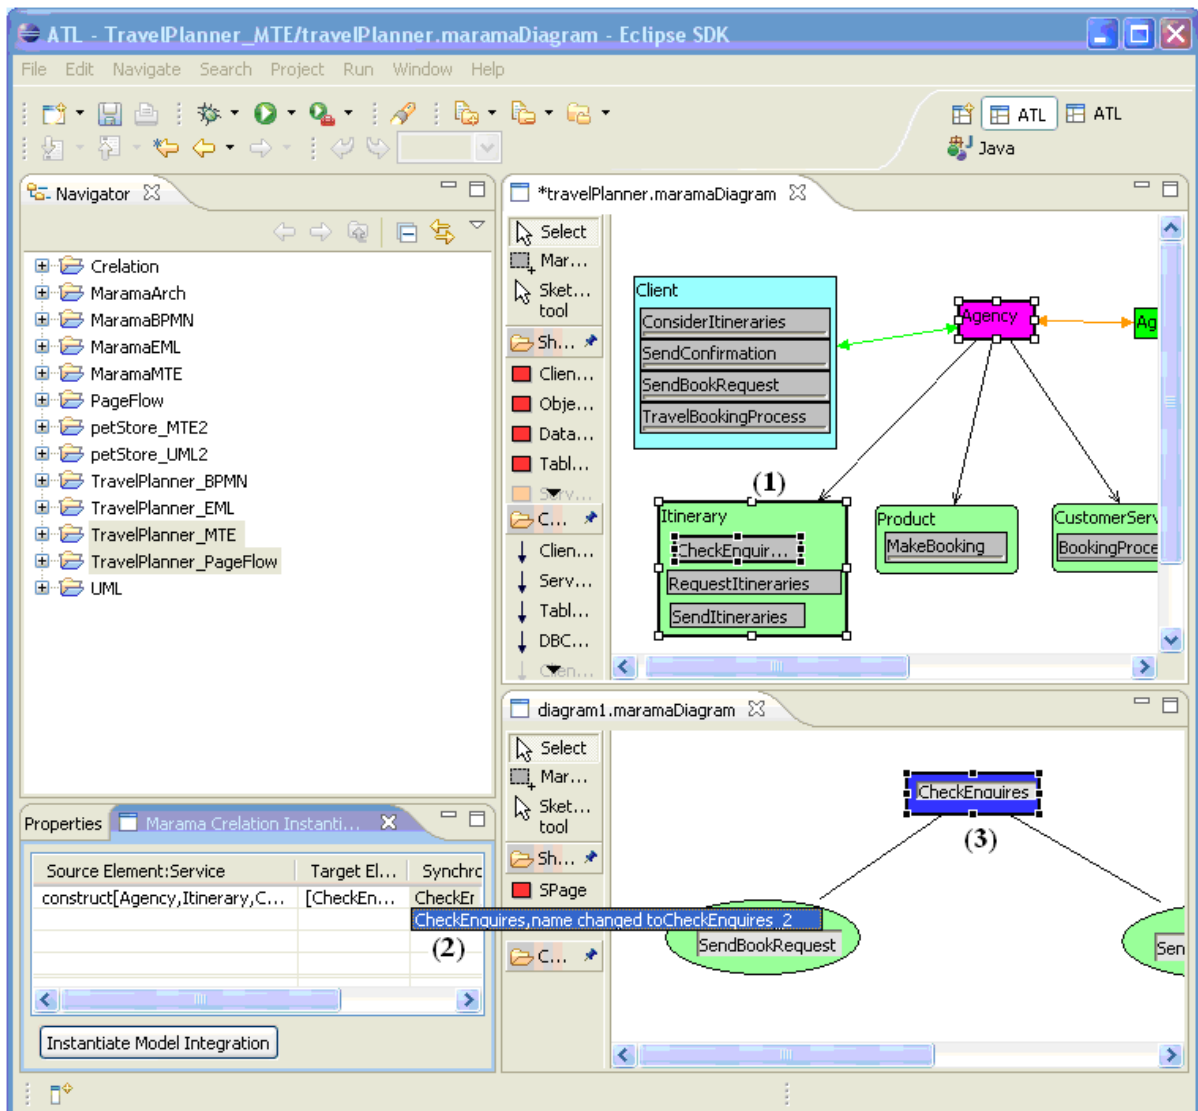 ATL - TravelPlanner_MTE/travelPlanner.maramaDiagram - Eclipse SDK
File Edit Navigate Search Project Run Window Help
ATL
ATL
Java
Navigator
Crelation
MaramaArch
MaramaBPMN
MaramaEML
MaramaMTE
PageFlow
petStore_MTE2
petStore_UML2
TravelPlanner_BPMN
TravelPlanner_EML
TravelPlanner_MTE
TravelPlanner_PageFlow
UML
*travelPlanner.maramaDiagram
Select
Mar...
Sket...
tool
Sh...
Clien...
Obje...
Data...
Tabl...
Serv...
C...
Clien...
Serv...
Tabl...
DBC...
Clien...
Client
ConsiderItineraries
SendConfirmation
SendBookRequest
TravelBookingProcess
Agency
Ag
(1)
Itinerary
CheckEnquir...
RequestItineraries
SendItineraries
Product
MakeBooking
CustomerServ
BookingProce
diagram1.maramaDiagram
Select
Mar...
Sket...
tool
Sh...
SPage
C...
CheckEnquires
(3)
SendBookRequest
Sen
Properties
Marama Crelation Instanti...
Source Element:Service
Target El...
Synchro
construct[Agency,Itinerary,C...
[CheckEn...
CheckEr
CheckEnquires,name changed toCheckEnquires_2
(2)
Instantiate Model Integration